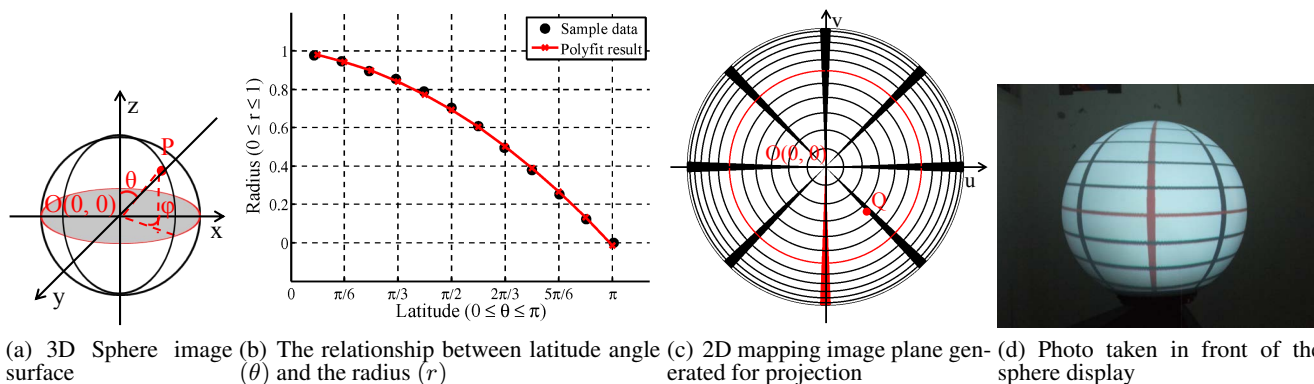 z
P
θ
O(0, 0)
φ
x
y
Sample data
Polyfit result
1
0.8
0.6
0.4
0.2
0
Radius (0 ≤ r ≤ 1)
0 π/6 π/3 π/2 2π/3 5π/6 π
Latitude (0 ≤ θ ≤ π)
v
O(0, 0)
u
Q
(a) 3D Sphere image
surface
(b) The relationship between latitude angle
(θ) and the radius (r)
(c) 2D mapping image plane gen-
erated for projection
(d) Photo taken in front of the
sphere display